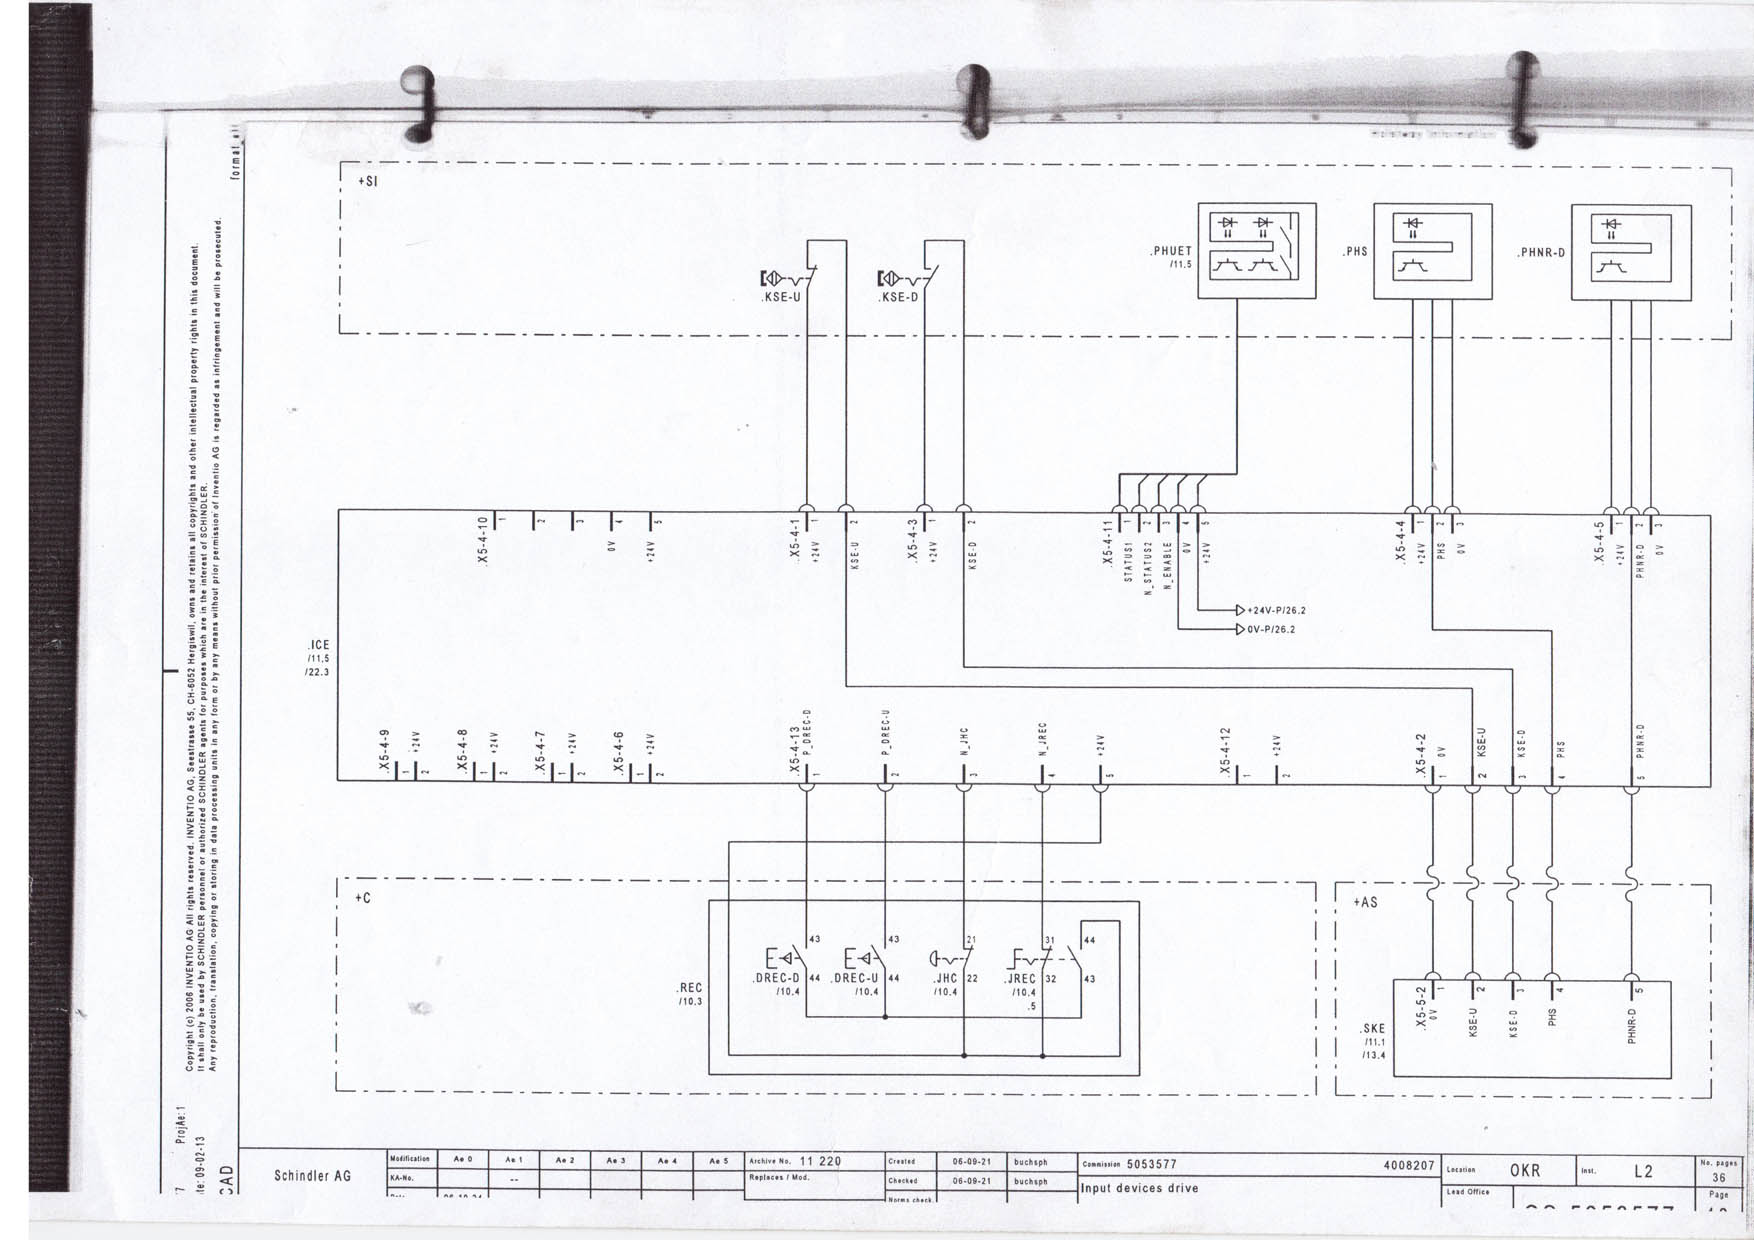 format_ell
Copyright (c) 2006 INVENTIO AG All rights reserved. INVENTIO AG, Seestrasse 55, CH-6052 Hergiswil, owns and retains all copyrights and other intellectual property rights in this document.
It shall only be used by SCHINDLER personnel or authorized SCHINDLER agents for purposes which are in the interest of SCHINDLER.
Any reproduction, translation, copying or storing in data processing units in any form or by any means without prior permission of Inventio AG is regarded as infringement and will be prosecuted.
ProjAe: 1
09-02-13
CAD
+SI
.KSE-U
.KSE-D
.PHUET
/11.5
.PHS
.PHNR-D
.ICE
/11.5
/22.3
.X5-4-10
1
2
3
4
0V
5
+24V
.X5-4-1
1
+24V
2
KSE-U
.X5-4-3
1
+24V
2
KSE-D
.X5-4-11
1
STATUS1
2
N_STATUS2
3
N_ENABLE
4
0V
5
+24V
.X5-4-4
1
+24V
2
PHS
3
0V
.X5-4-5
1
+24V
2
PHNR-D
3
0V
+24V-P/26.2
0V-P/26.2
.X5-4-9
1
2
+24V
.X5-4-8
1
2
+24V
.X5-4-7
1
2
+24V
.X5-4-6
1
2
+24V
.X5-4-13
1
P_DREC-D
2
P_DREC-U
3
N_JHC
4
N_JREC
5
+24V
.X5-4-12
1
2
+24V
.X5-4-2
1
0V
2
KSE-U
3
KSE-D
4
PHS
5
PHNR-D
+C
.REC
/10.3
43
.DREC-D 44
/10.4
43
.DREC-U 44
/10.4
21
.JHC 22
/10.4
31
.JREC 32
/10.4
.5
44
43
+AS
.SKE
/11.1
/13.4
.X5-5-2
1
0V
2
KSE-U
3
KSE-D
4
PHS
5
PHNR-D
Schindler AG
Modification Ae 0 Ae 1 Ae 2 Ae 3 Ae 4 Ae 5
KA-No. --
Archive No. 11 220
Replaces / Mod.
Created 06-09-21 buchsph
Checked 06-09-21 buchsph
Norms check.
Commission 5053577 4008207
Input devices drive
Location OKR
Inst. L2
Lead Office
No. pages
36
Page